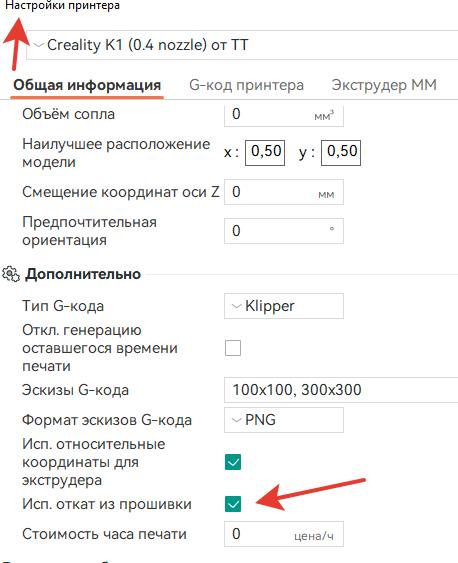 Настройки принтера
Creality K1 (0.4 nozzle) от TT
Общая информация G-код принтера Экструдер ММ
Объём сопла 0 мм³
Наилучшее расположение
модели
x : 0,50 y : 0,50
Смещение координат оси Z 0 мм
Предпочтительная
ориентация
0 °
Дополнительно
Тип G-кода Klipper
Откл. генерацию
оставшегося времени
печати
Эскизы G-кода 100x100, 300x300
Формат эскизов G-кода PNG
Исп. относительные
координаты для
экструдера
Исп. откат из прошивки
Стоимость часа печати 0 цена/ч